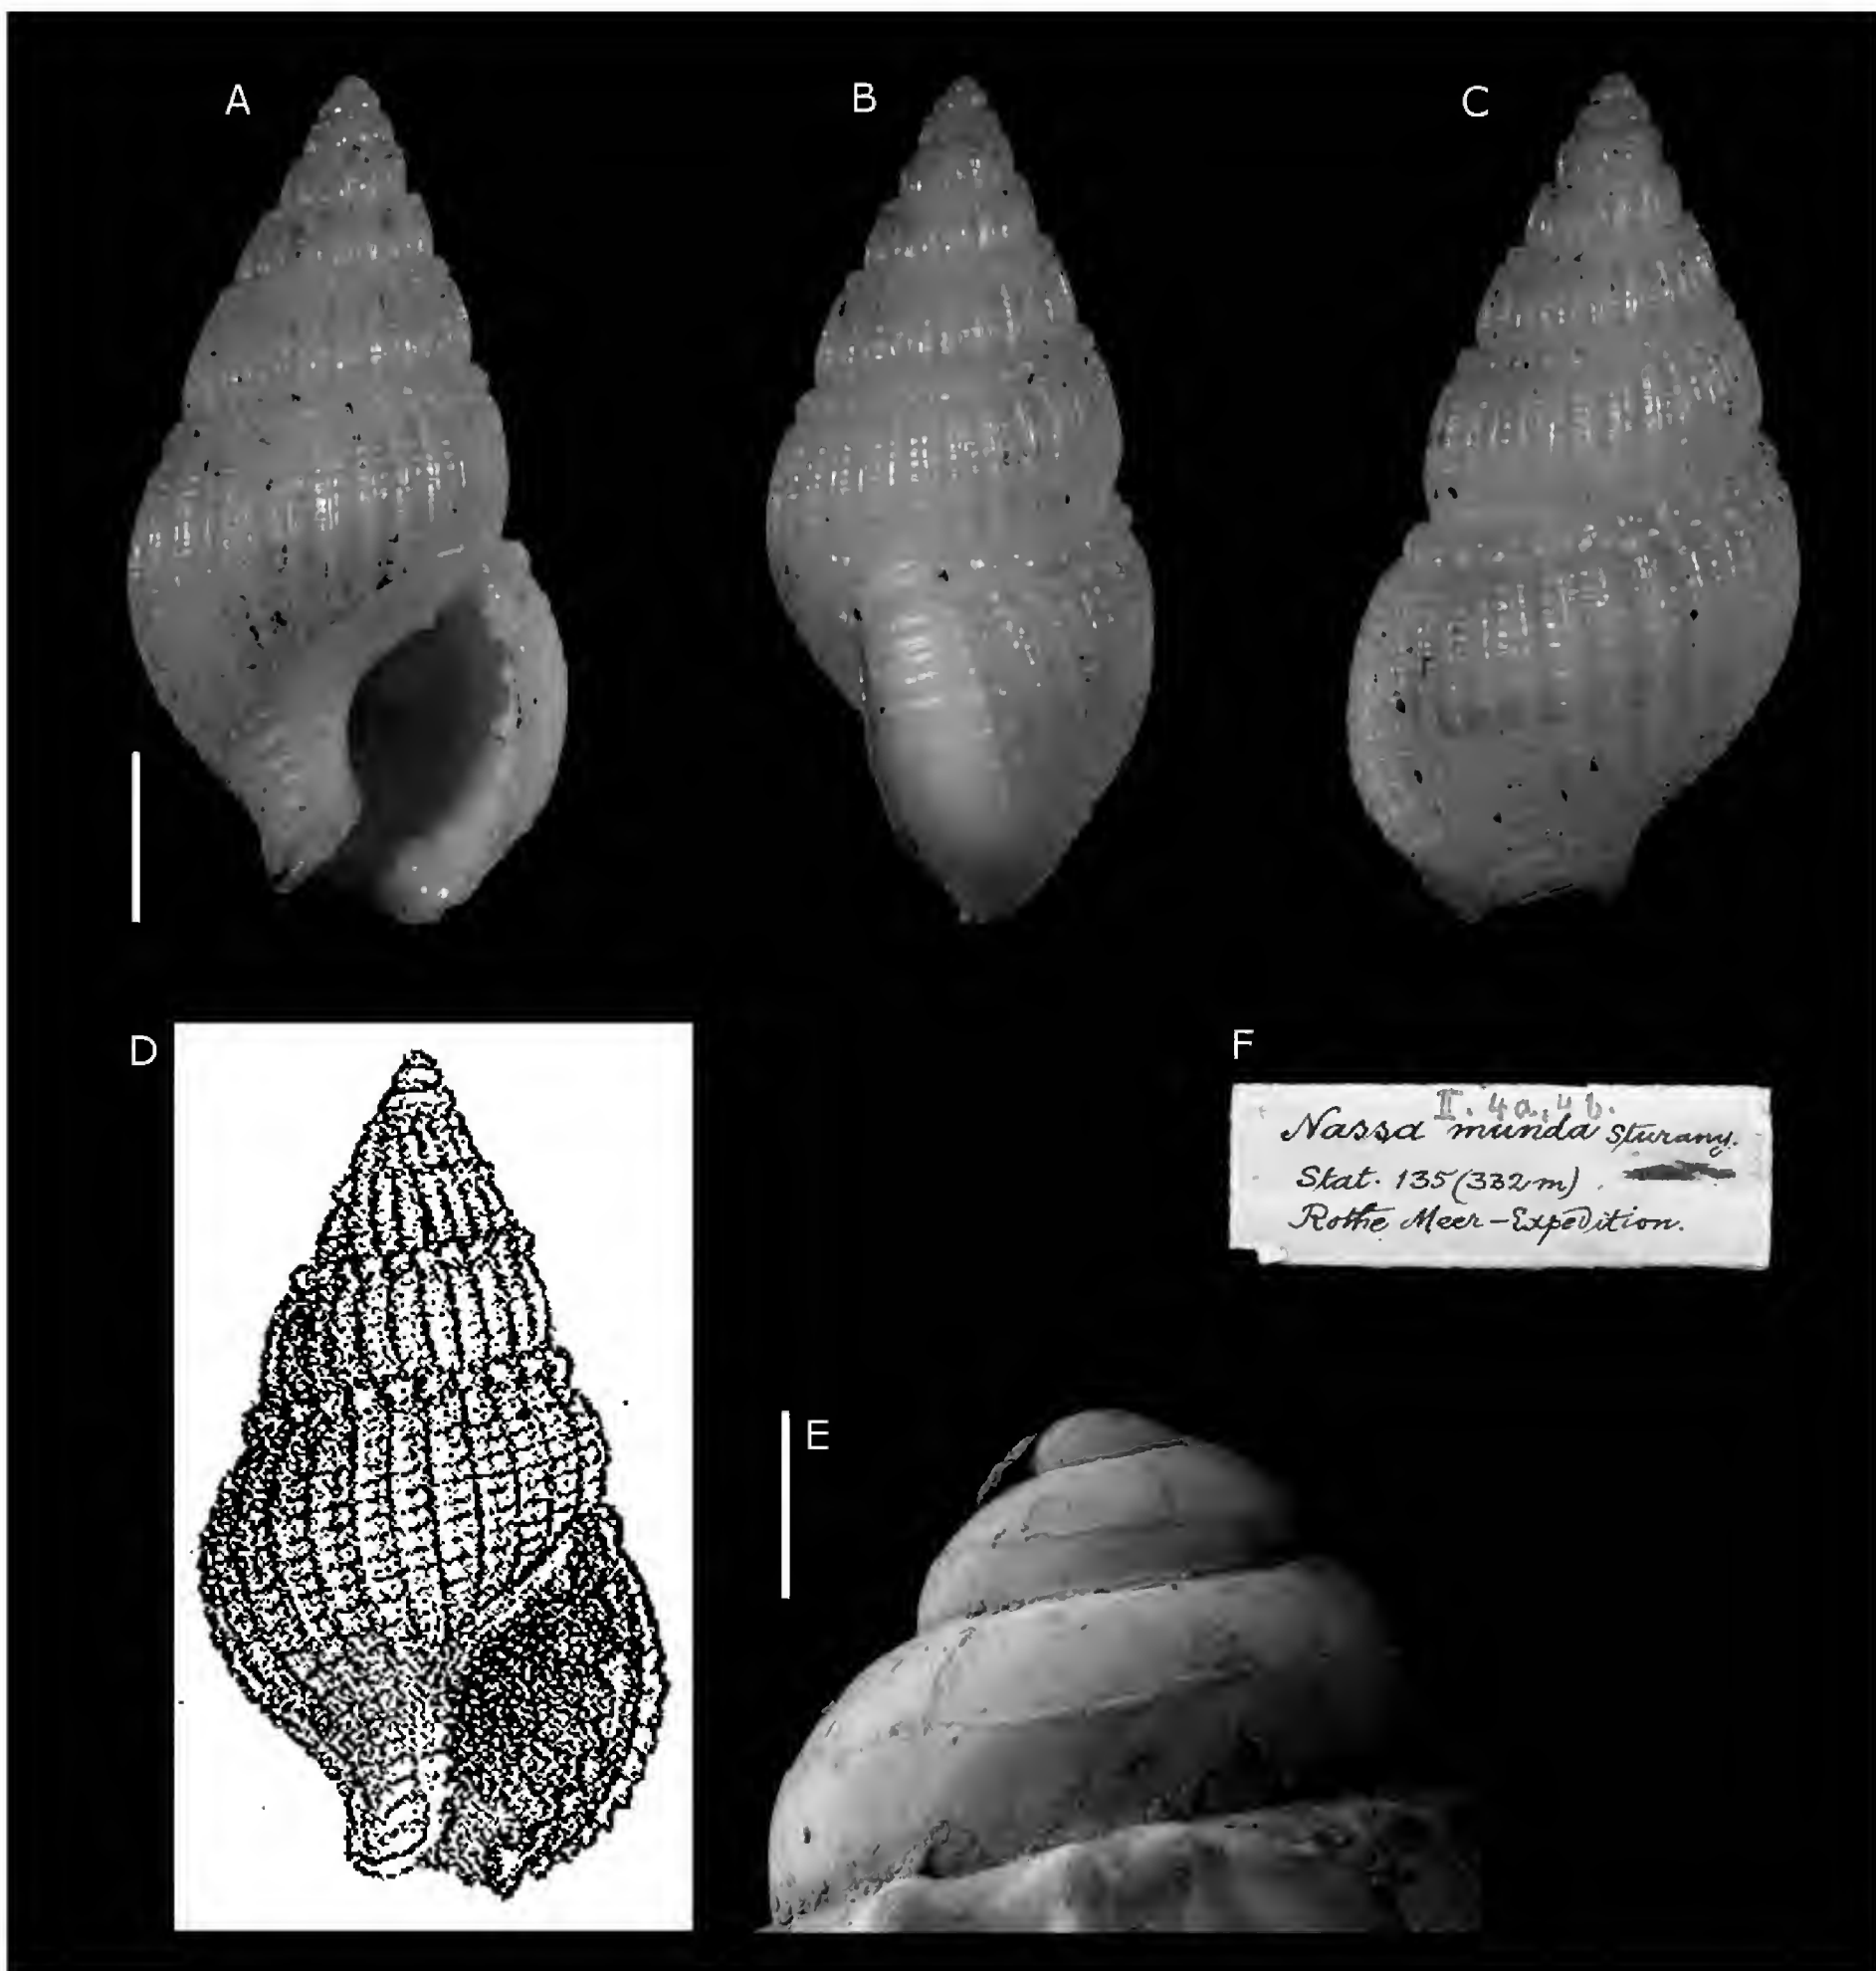 A
B
C
D
F
II. 4a, 4b.
Nassa munda Sturany.
Stat. 135 (332 m)
Rothe Meer-Expedition.
E